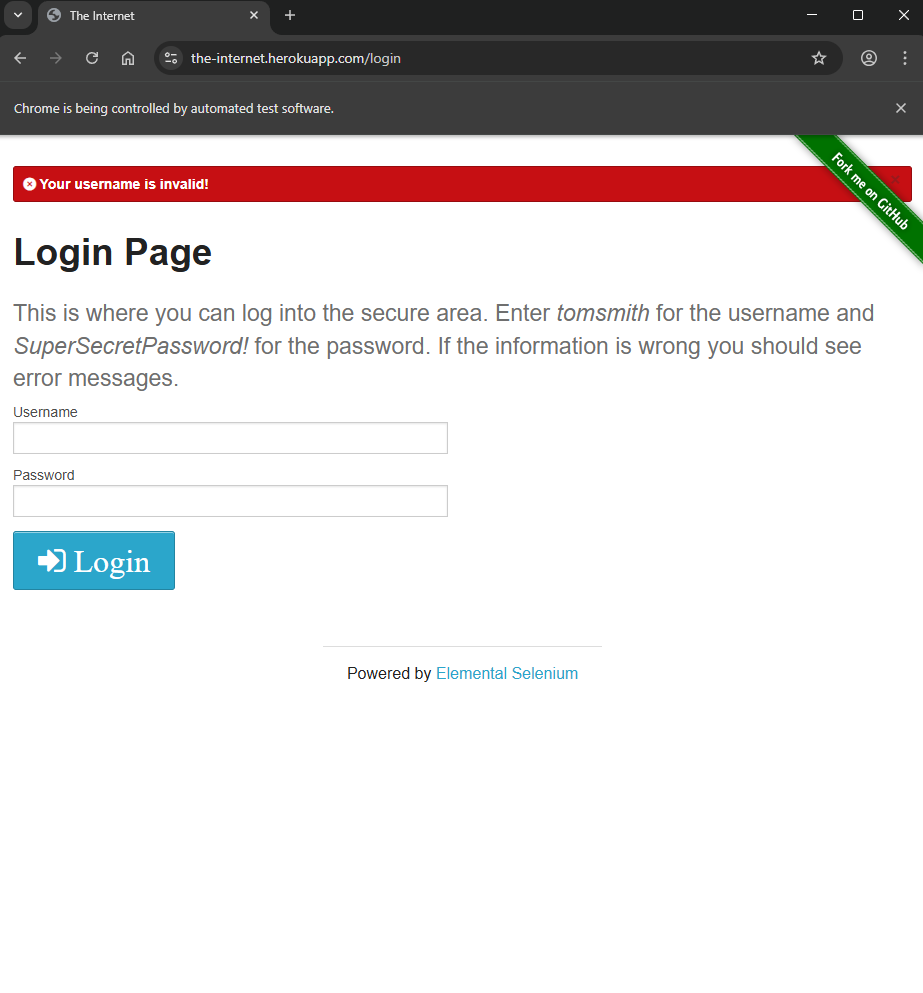 The Internet
the-internet.herokuapp.com/login
Chrome is being controlled by automated test software.
Fork me on GitHub
Your username is invalid!
Login Page
This is where you can log into the secure area. Enter tomsmith for the username and
SuperSecretPassword! for the password. If the information is wrong you should see
error messages.
Username
Password
Login
Powered by Elemental Selenium